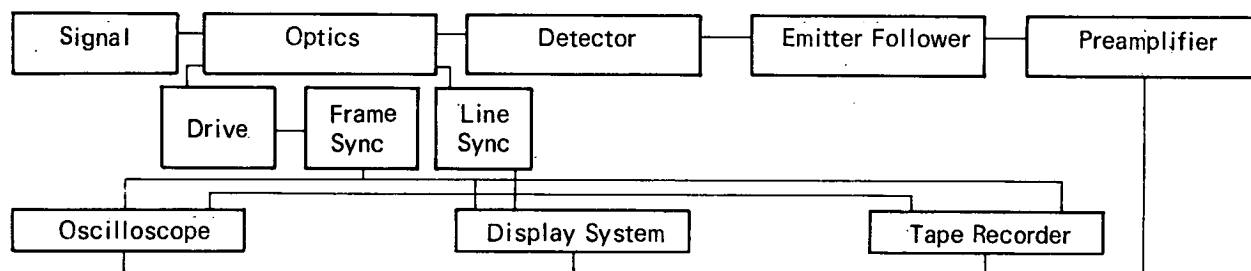 Signal
Optics
Detector
Emitter Follower
Preamplifier
Drive
Frame
Sync
Line
Sync
Oscilloscope
Display System
Tape Recorder